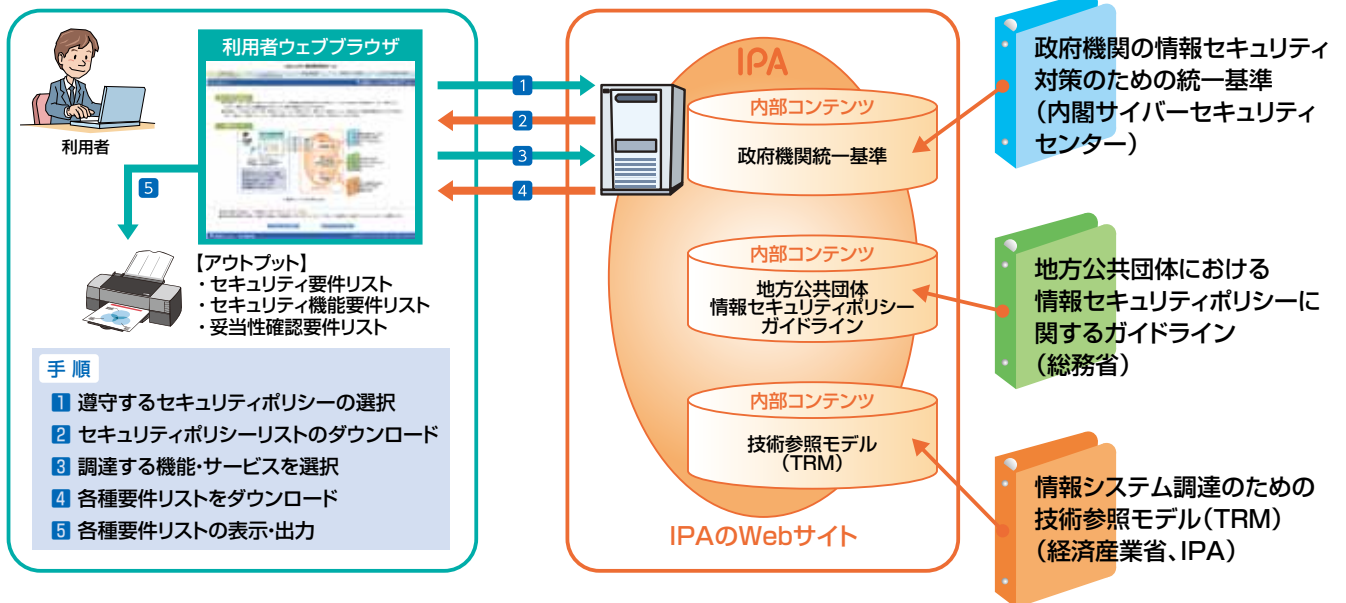 利用者
利用者ウェブブラウザ
1
2
3
4
5
【アウトプット】
・セキュリティ要件リスト
・セキュリティ機能要件リスト
・妥当性確認要件リスト
手 順
1 遵守するセキュリティポリシーの選択
2 セキュリティポリシーリストのダウンロード
3 調達する機能・サービスを選択
4 各種要件リストをダウンロード
5 各種要件リストの表示・出力
IPA
内部コンテンツ
政府機関統一基準
内部コンテンツ
地方公共団体
情報セキュリティポリシー
ガイドライン
内部コンテンツ
技術参照モデル
（TRM）
IPAのWebサイト
政府機関の情報セキュリティ
対策のための統一基準
（内閣サイバーセキュリティ
センター）
地方公共団体における
情報セキュリティポリシーに
関するガイドライン
（総務省）
情報システム調達のための
技術参照モデル（TRM）
（経済産業省、IPA）